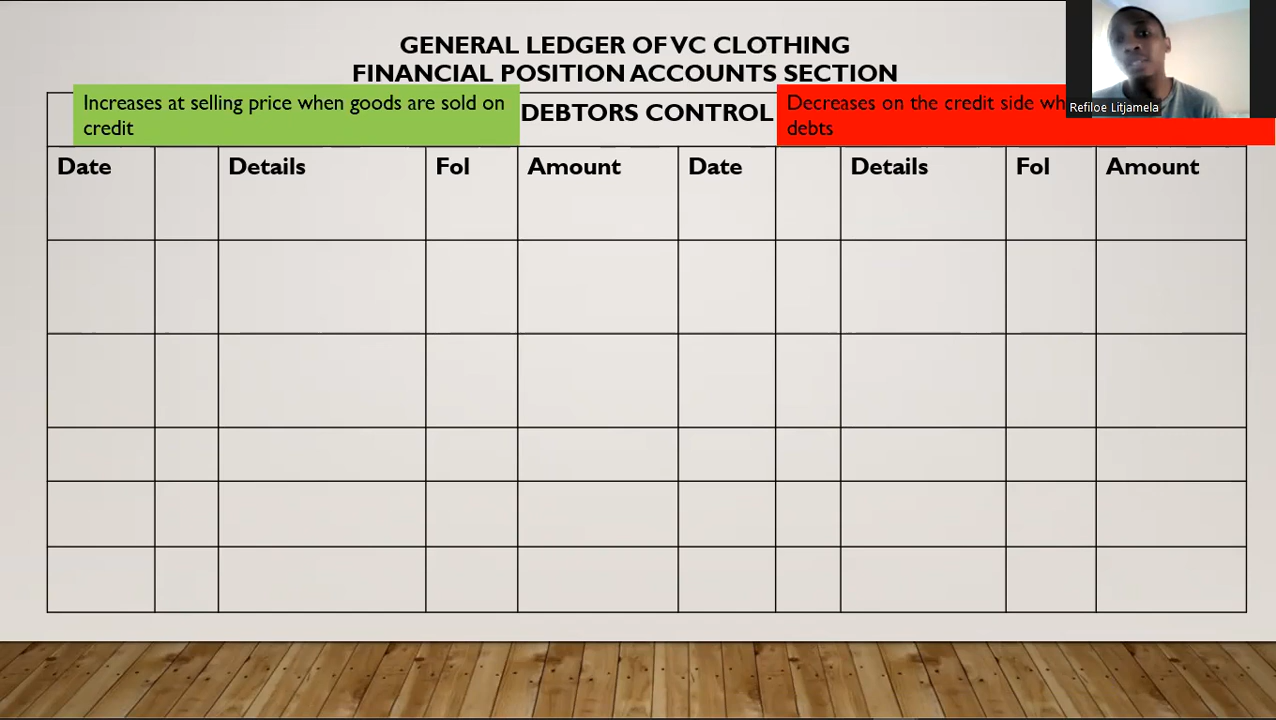 GENERAL LEDGER OF VC CLOTHING
FINANCIAL POSITION ACCOUNTS SECTION
Increases at selling price when goods are sold on
credit
DEBTORS CONTROL
Decreases on the credit side
debts
Refiloe Litjamela
Date Details Fol Amount Date Details Fol Amount